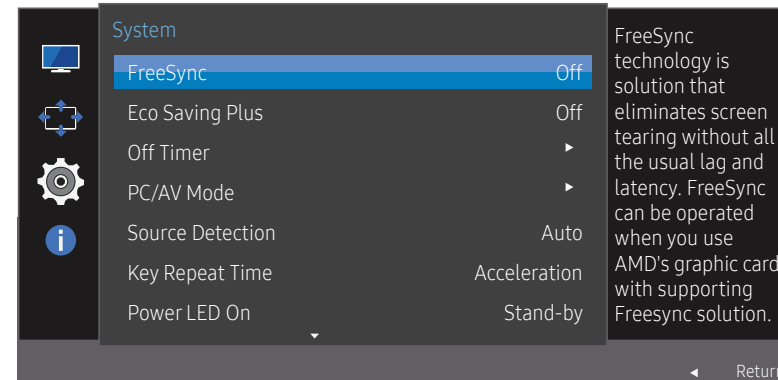 System
FreeSync Off
Eco Saving Plus Off
Off Timer
PC/AV Mode
Source Detection Auto
Key Repeat Time Acceleration
Power LED On Stand-by
FreeSync
technology is
solution that
eliminates screen
tearing without all
the usual lag and
latency. FreeSync
can be operated
when you use
AMD's graphic card
with supporting
Freesync solution.
Return